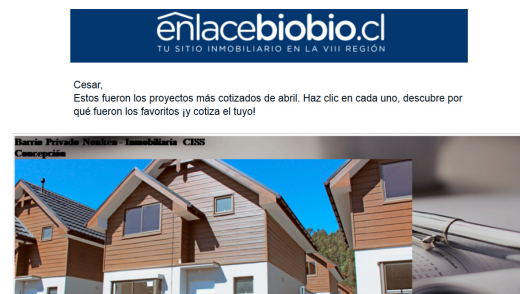 enlacebiobio.cl
TU SITIO INMOBILIARIO EN LA VIII REGIÓN
Cesar,
Estos fueron los proyectos más cotizados de abril. Haz clic en cada uno, descubre por
qué fueron los favoritos ¡y cotiza el tuyo!
Barrio Privado Nonken - Inmobiliaria CISS
Concepción